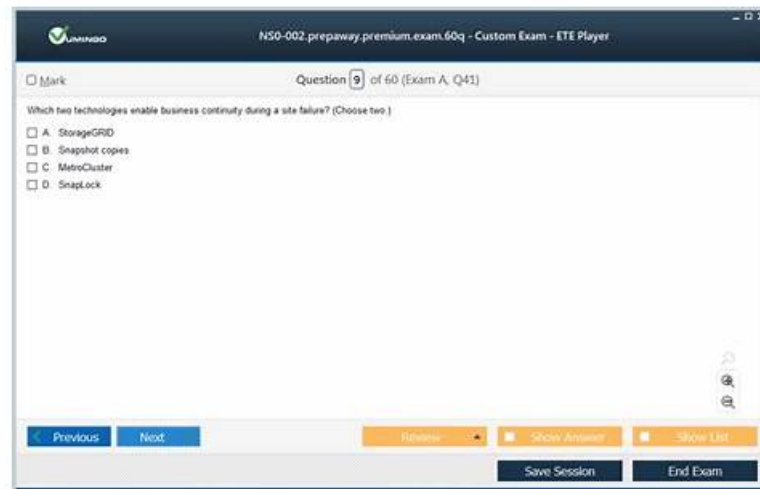 VUMINGO
NS0-002.prepaway.premium.exam.60q - Custom Exam - ETE Player
Mark
Question 9 of 60 (Exam A, Q41)
Which two technologies enable business continuity during a site failure? (Choose two.)
A. StorageGRID
B. Snapshot copies
C. MetroCluster
D. SnapLock
Previous
Next
Review
Show Answer
Show List
Save Session
End Exam